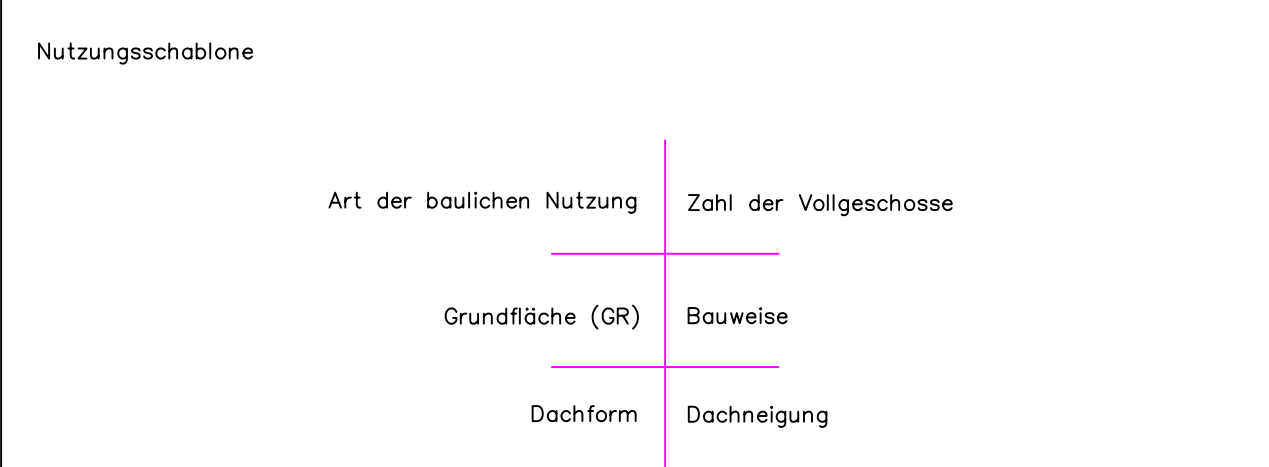 Nutzungsschablone
Art der baulichen Nutzung Zahl der Vollgeschosse
Grundfläche (GR) Bauweise
Dachform Dachneigung